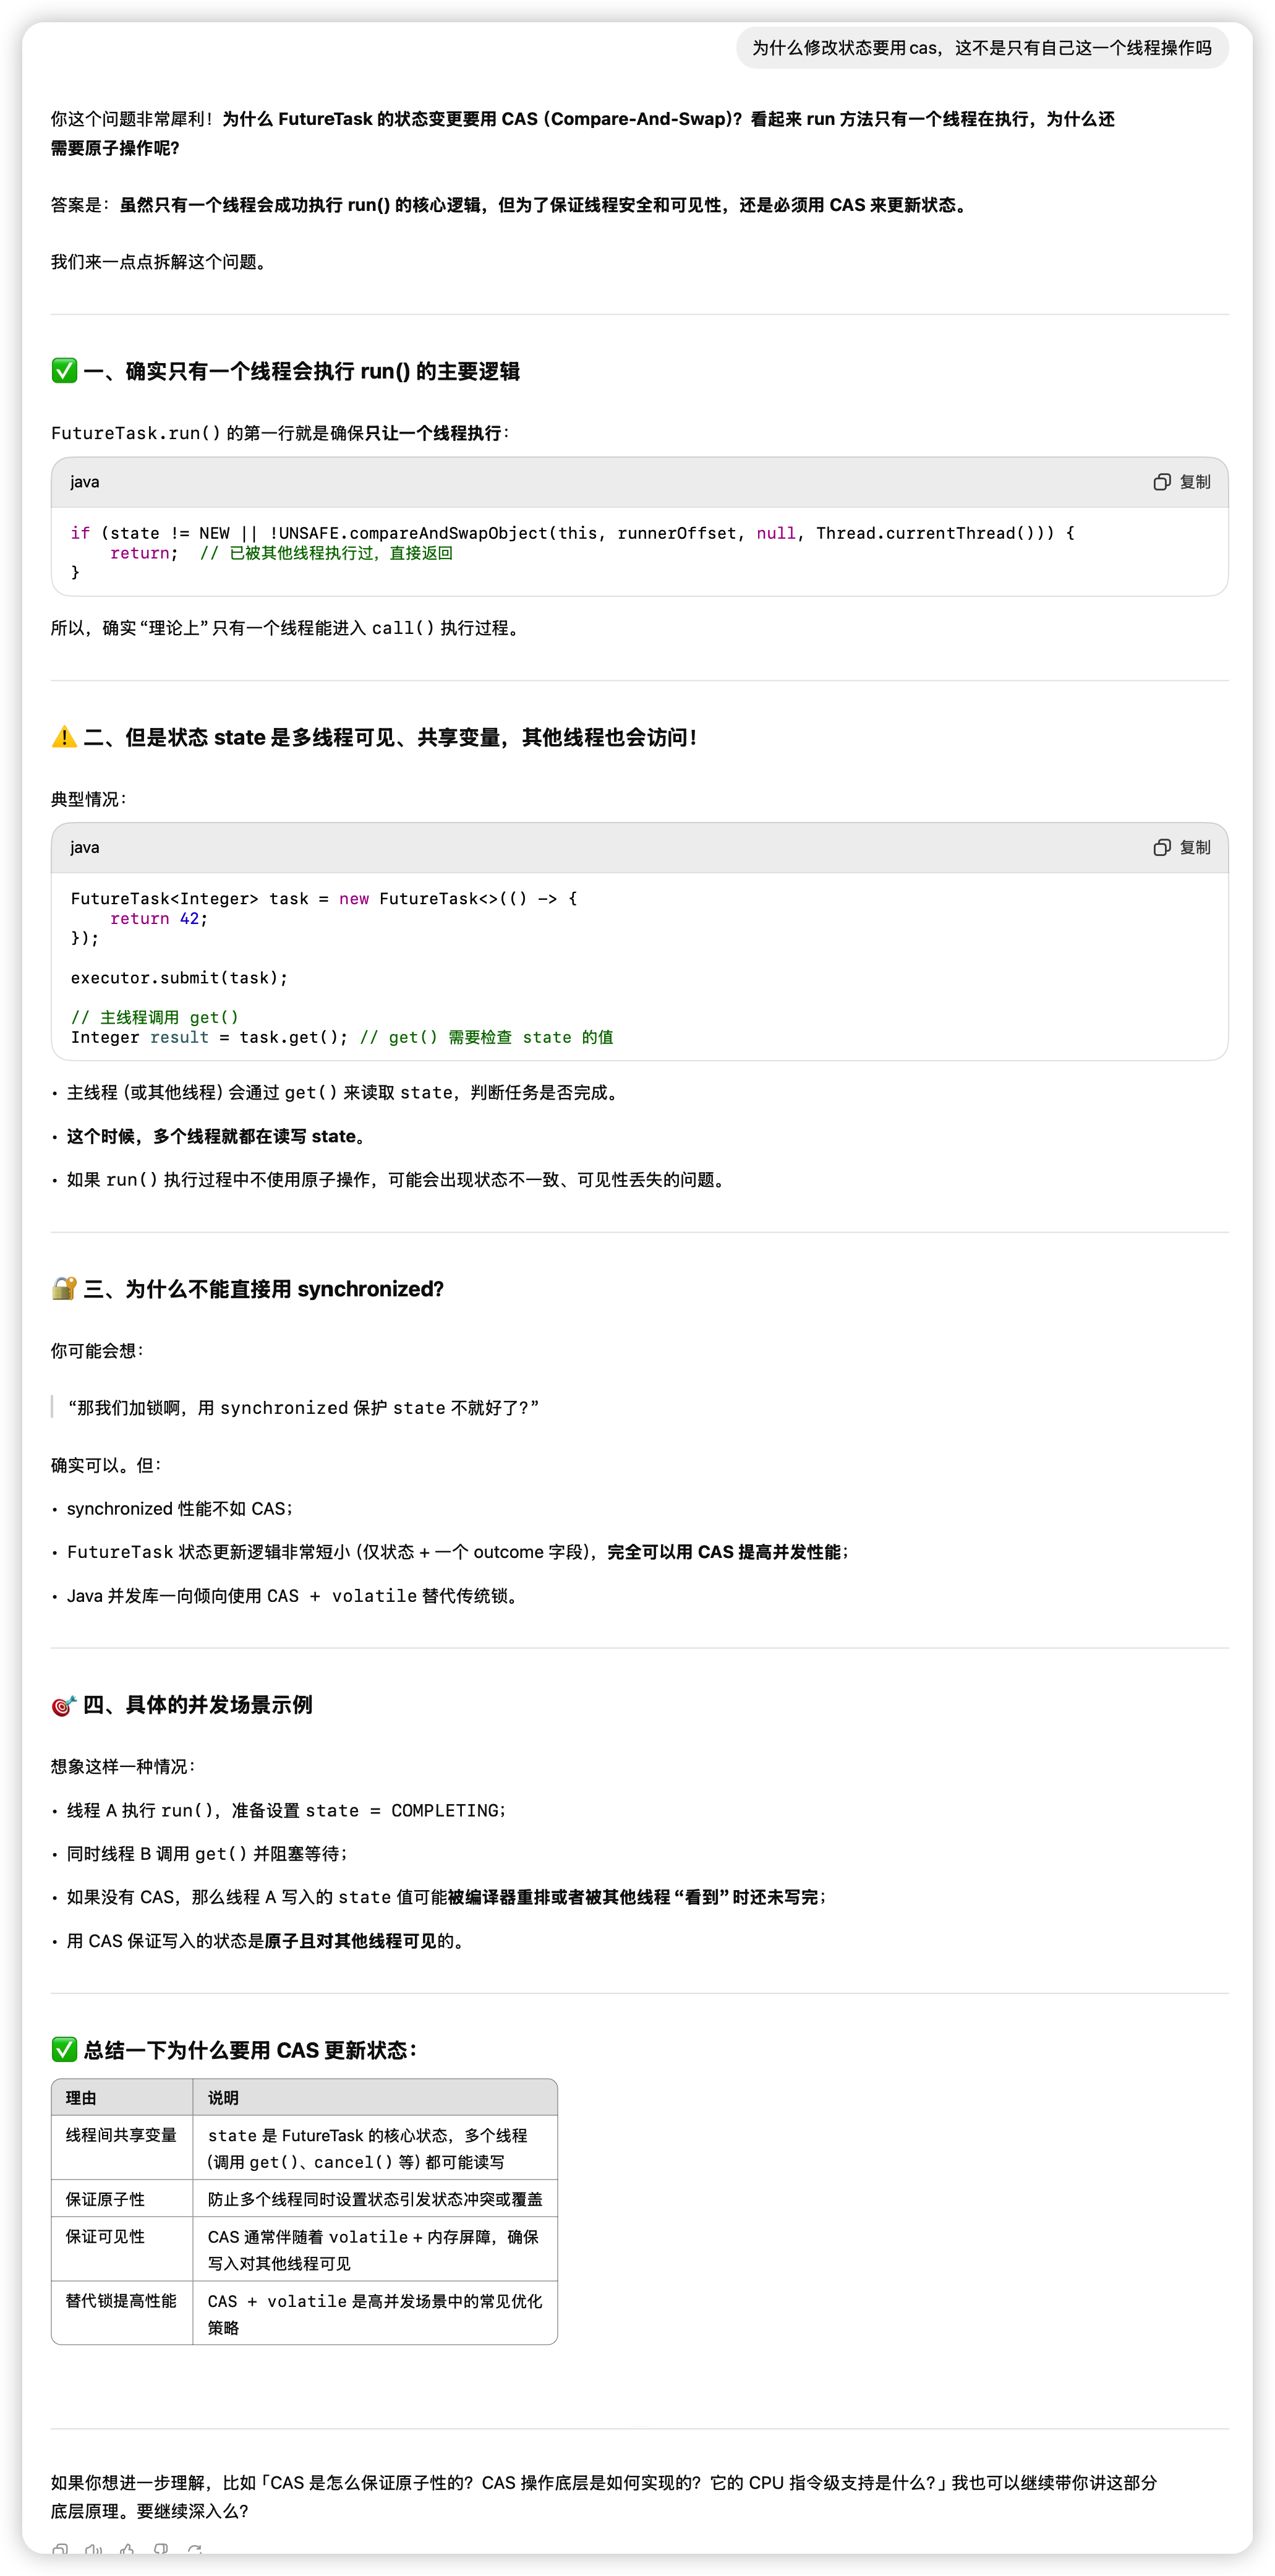 为什么修改状态要用 cas，这不是只有自己这一个线程操作吗
你这个问题非常犀利！为什么 FutureTask 的状态变更要用 CAS（Compare-And-Swap）？看起来 run 方法只有一个线程在执行，为什么还
需要原子操作呢？
答案是：虽然只有一个线程会成功执行 run() 的核心逻辑，但为了保证线程安全和可见性，还是必须用 CAS 来更新状态。
我们来一点点拆解这个问题。
✅ 一、确实只有一个线程会执行 run() 的主要逻辑
FutureTask.run() 的第一行就是确保只让一个线程执行：
java
复制
if (state != NEW || !UNSAFE.compareAndSwapObject(this, runnerOffset, null, Thread.currentThread())) {
    return;  // 已被其他线程执行过，直接返回
}
所以，确实“理论上”只有一个线程能进入 call() 执行过程。
⚠️ 二、但是状态 state 是多线程可见、共享变量，其他线程也会访问！
典型情况：
java
复制
FutureTask<Integer> task = new FutureTask<>(() -> {
    return 42;
});
executor.submit(task);
// 主线程调用 get()
Integer result = task.get(); // get() 需要检查 state 的值
• 主线程（或其他线程）会通过 get() 来读取 state，判断任务是否完成。
• 这个时候，多个线程就都在读写 state。
• 如果 run() 执行过程中不使用原子操作，可能会出现状态不一致、可见性丢失的问题。
🔐 三、为什么不能直接用 synchronized？
你可能会想：
“那我们加锁啊，用 synchronized 保护 state 不就好了？”
确实可以。但：
• synchronized 性能不如 CAS；
• FutureTask 状态更新逻辑非常短小（仅状态 + 一个 outcome 字段），完全可以用 CAS 提高并发性能；
• Java 并发库一向倾向使用 CAS + volatile 替代传统锁。
🎯 四、具体的并发场景示例
想象这样一种情况：
• 线程 A 执行 run()，准备设置 state = COMPLETING；
• 同时线程 B 调用 get() 并阻塞等待；
• 如果没有 CAS，那么线程 A 写入的 state 值可能被编译器重排或者被其他线程“看到”时还未写完；
• 用 CAS 保证写入的状态是原子且对其他线程可见的。
✅ 总结一下为什么要用 CAS 更新状态：
理由 说明
线程间共享变量 state 是 FutureTask 的核心状态，多个线程
（调用 get()、cancel() 等）都可能读写
保证原子性 防止多个线程同时设置状态引发状态冲突或覆盖
保证可见性 CAS 通常伴随着 volatile + 内存屏障，确保
写入对其他线程可见
替代锁提高性能 CAS + volatile 是高并发场景中的常见优化
策略
如果你想进一步理解，比如「CAS 是怎么保证原子性的？CAS 操作底层是如何实现的？它的 CPU 指令级支持是什么？」我也可以继续带你讲这部分
底层原理。要继续深入么？